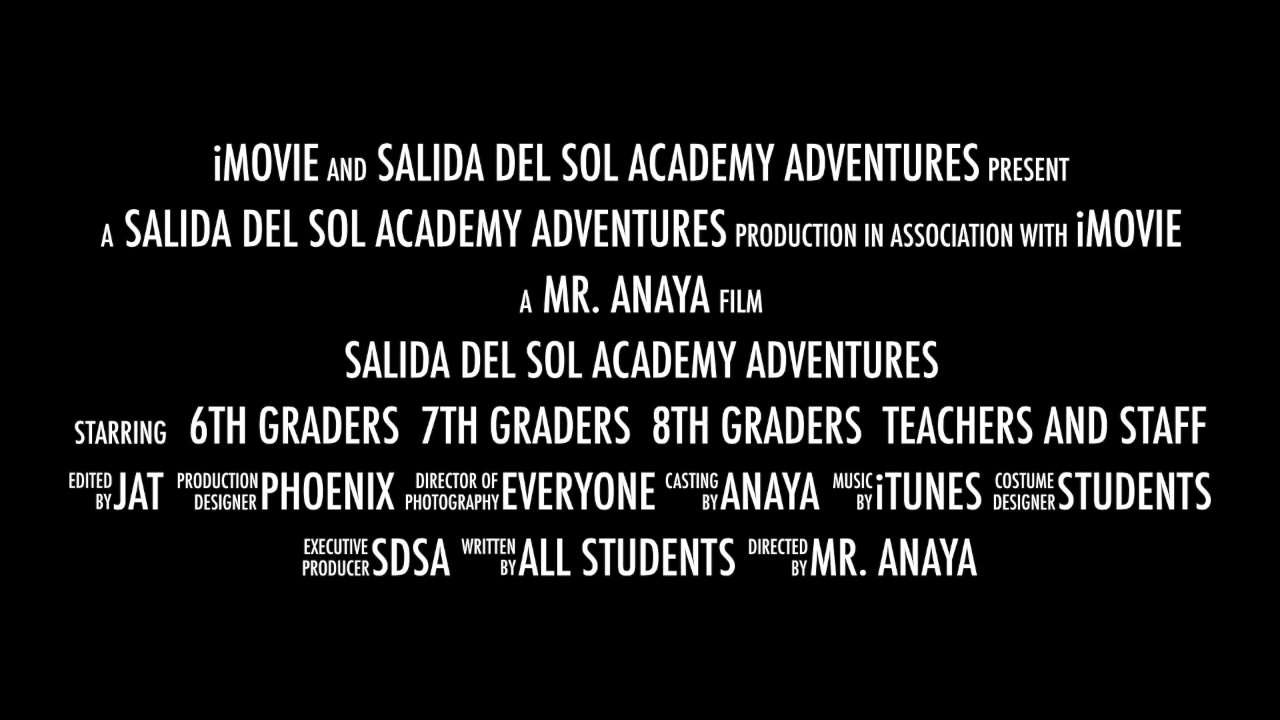 iMOVIE AND SALIDA DEL SOL ACADEMY ADVENTURES PRESENT
A SALIDA DEL SOL ACADEMY ADVENTURES PRODUCTION IN ASSOCIATION WITH iMOVIE
A MR. ANAYA FILM
SALIDA DEL SOL ACADEMY ADVENTURES
STARRING 6TH GRADERS 7TH GRADERS 8TH GRADERS TEACHERS AND STAFF
EDITED BY JAT PRODUCTION DESIGNER PHOENIX DIRECTOR OF PHOTOGRAPHY EVERYONE CASTING BY ANAYA MUSIC BY iTUNES COSTUME DESIGNER STUDENTS
EXECUTIVE PRODUCER SDSA WRITTEN BY ALL STUDENTS DIRECTED BY MR. ANAYA